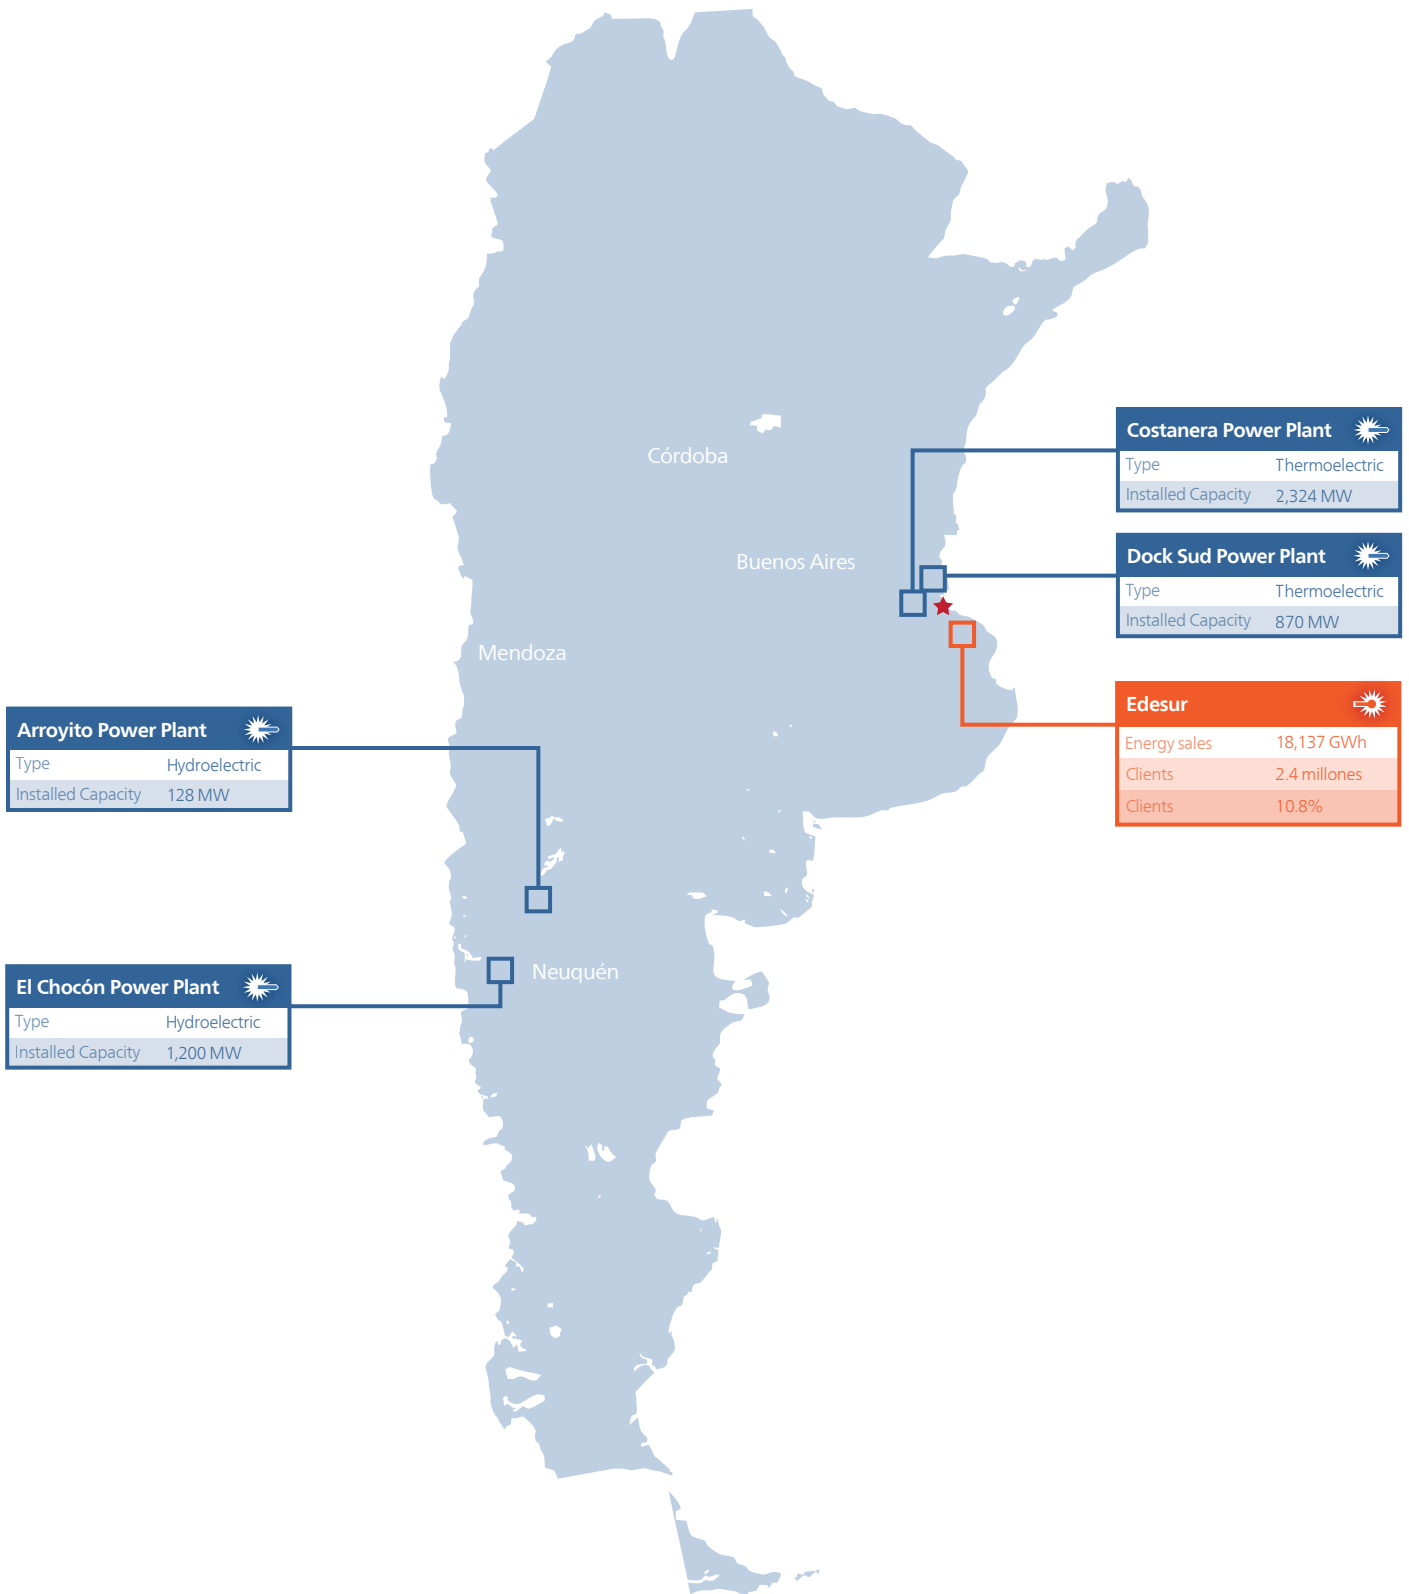 Córdoba
Buenos Aires
Mendoza
Neuquén
Costanera Power Plant
Type Thermoelectric
Installed Capacity 2,324 MW
Dock Sud Power Plant
Type Thermoelectric
Installed Capacity 870 MW
Edesur
Energy sales 18,137 GWh
Clients 2.4 millones
Clients 10.8%
Arroyito Power Plant
Type Hydroelectric
Installed Capacity 128 MW
El Chocón Power Plant
Type Hydroelectric
Installed Capacity 1,200 MW